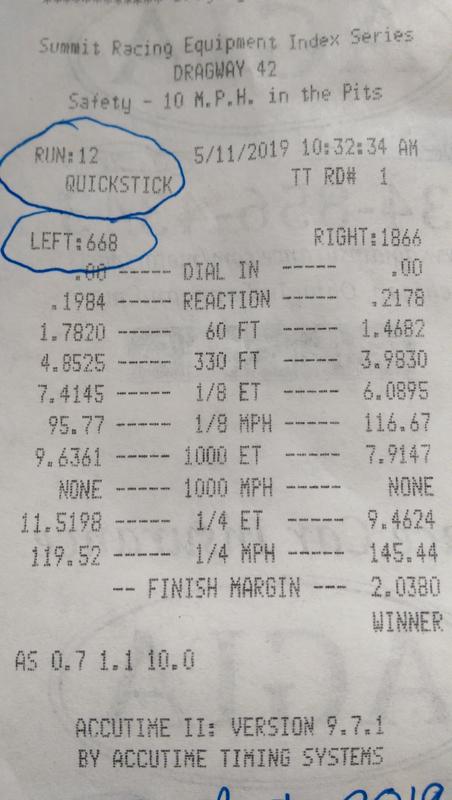 Summit Racing Equipment Index Series
DRAGWAY 42
Safety - 10 M.P.H. in the Pits
RUN:12 5/11/2019 10:32:34 AM
QUICKSTICK TT RD# 1
LEFT:668 RIGHT:1866
.00 ----- DIAL IN ----- .00
.1984 ----- REACTION ----- .2178
1.7820 ----- 60 FT ----- 1.4682
4.8525 ----- 330 FT ----- 3.9830
7.4145 ----- 1/8 ET ----- 6.0895
95.77 ----- 1/8 MPH ----- 116.67
9.6361 ----- 1000 ET ----- 7.9147
NONE ----- 1000 MPH ----- NONE
11.5198 ----- 1/4 ET ----- 9.4624
119.52 ----- 1/4 MPH ----- 145.44
-- FINISH MARGIN --- 2.0380
WINNER
AS 0.7 1.1 10.0
ACCUTIME II: VERSION 9.7.1
BY ACCUTIME TIMING SYSTEMS
2019